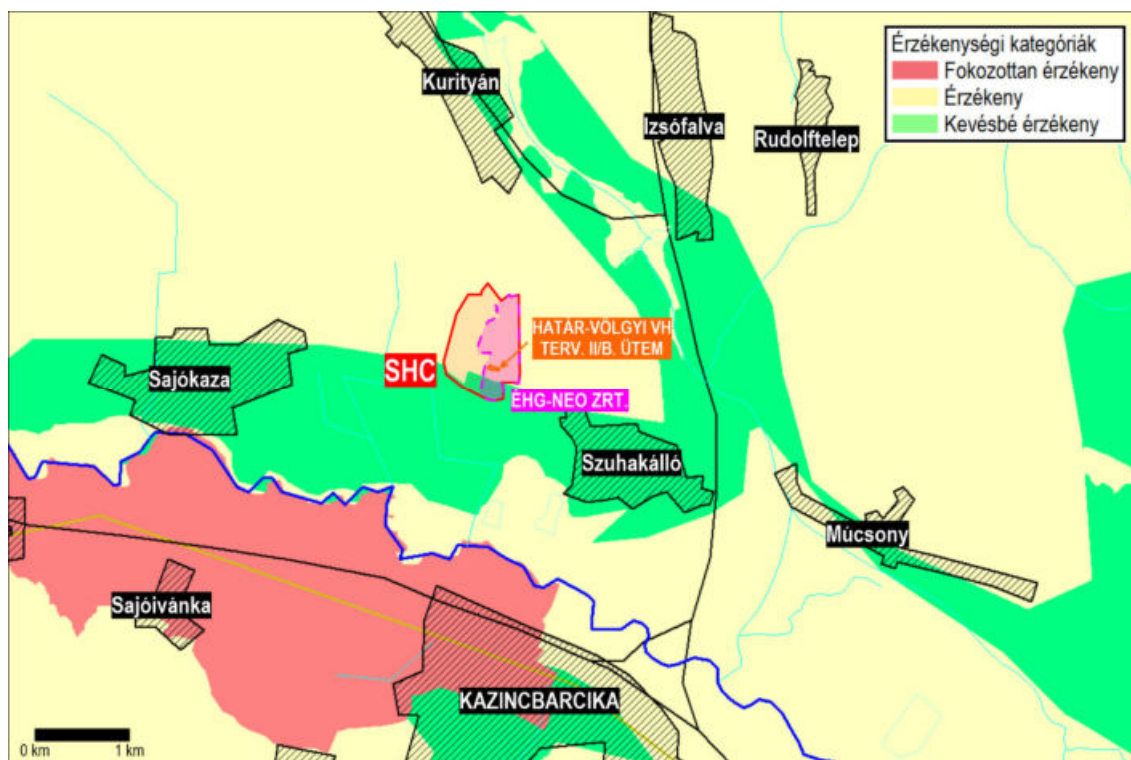 Érzékenységi kategóriák
Fokozottan érzékeny
Érzékeny
Kevésbé érzékeny
Kurityán
Izsófalva
Rudolftelep
HATÁR-VÖLGYI VH
TERV. II/B. ÜTEM
SHC
Sajókaza
ÉHG-NEO ZRT.
Szuhakálló
Múcsony
Sajóivánka
KAZINCBARCIKA
0 km
1 km